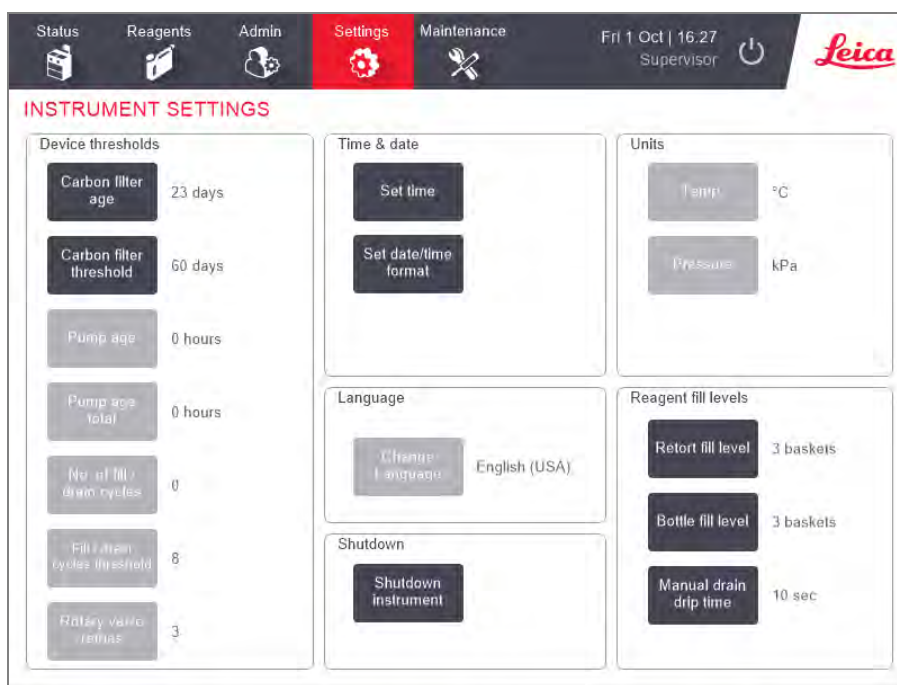 Status Reagents Admin Settings Maintenance
Fri 1 Oct | 16:27
Supervisor
Leica
INSTRUMENT SETTINGS
Device thresholds
Carbon filter
age
23 days
Carbon filter
threshold
60 days
Pump age
0 hours
Pump age
total
0 hours
No. of fill /
drain cycles
0
Fill / drain
cycles threshold
8
Rotary valve
retries
3
Time & date
Set time
Set date/time
format
Language
Change
Language
English (USA)
Shutdown
Shutdown
instrument
Units
Temp.
°C
Pressure
kPa
Reagent fill levels
Retort fill level
3 baskets
Bottle fill level
3 baskets
Manual drain
drip time
10 sec